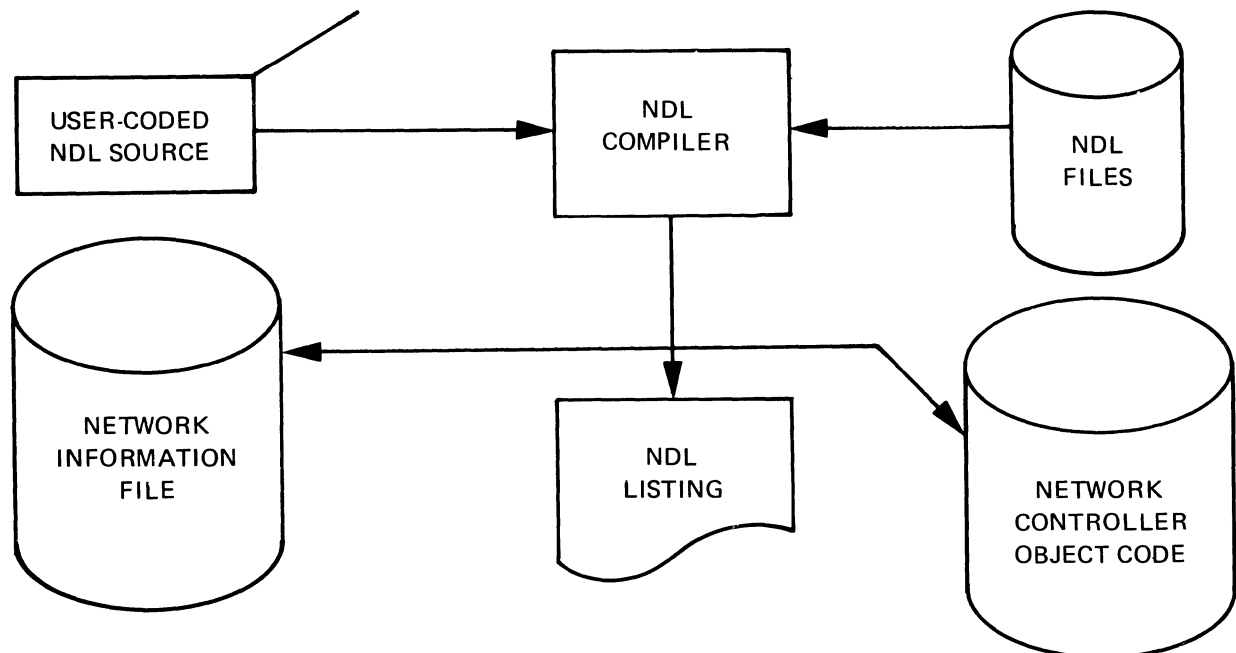 USER-CODED
NDL SOURCE
NDL
COMPILER
NDL
FILES
NETWORK
INFORMATION
FILE
NDL
LISTING
NETWORK
CONTROLLER
OBJECT CODE